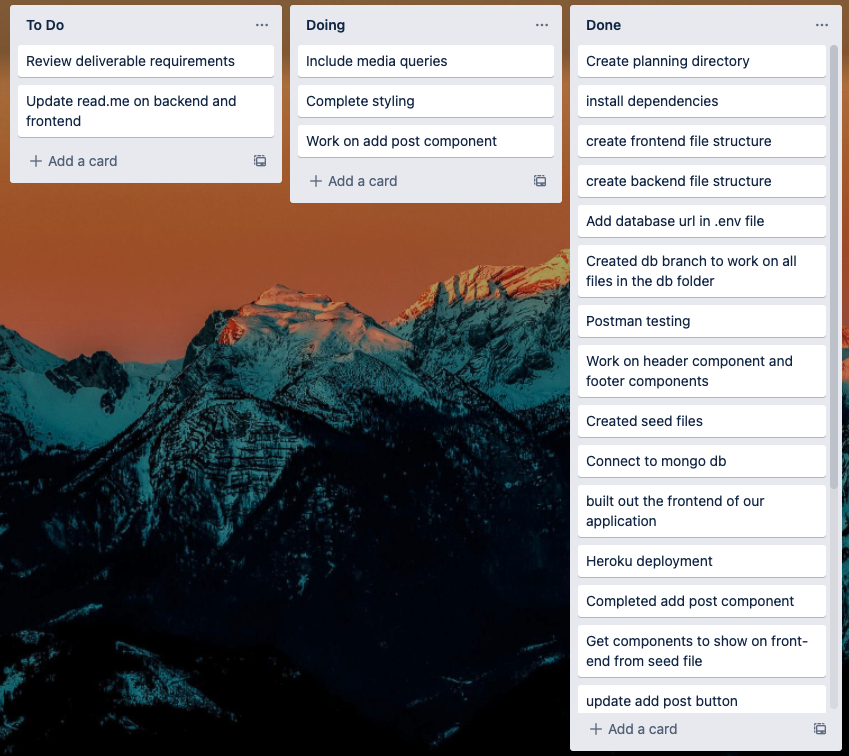 To Do
Review deliverable requirements
Update read.me on backend and
frontend
Add a card
Doing
Include media queries
Complete styling
Work on add post component
Add a card
Done
Create planning directory
install dependencies
create frontend file structure
create backend file structure
Add database url in .env file
Created db branch to work on all
files in the db folder
Postman testing
Work on header component and
footer components
Created seed files
Connect to mongo db
built out the frontend of our
application
Heroku deployment
Completed add post component
Get components to show on front-
end from seed file
update add post button
Add a card